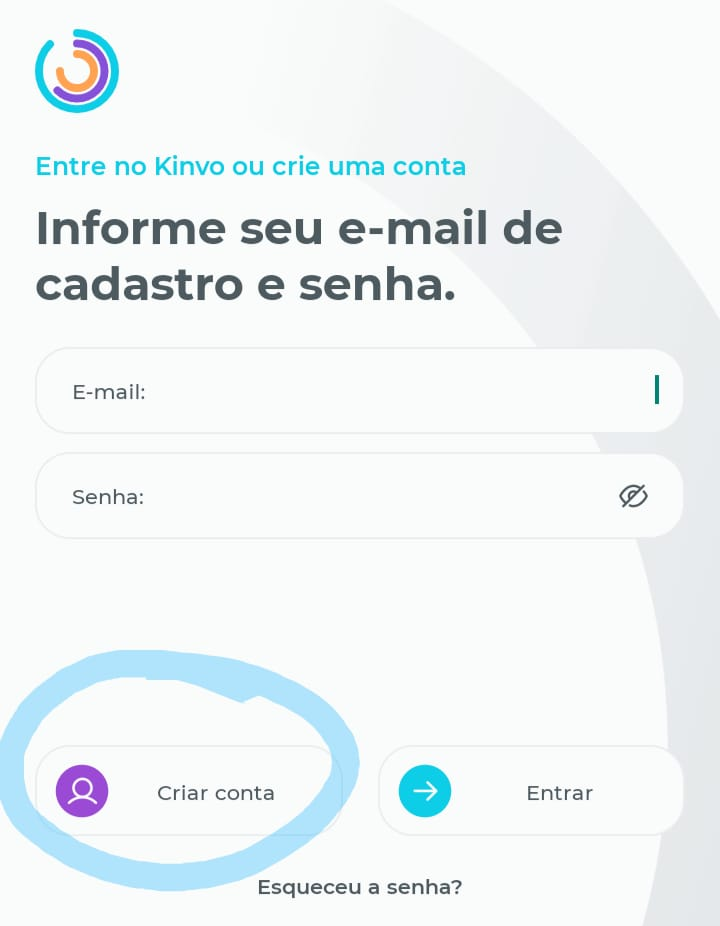 Entre no Kinvo ou crie uma conta
Informe seu e-mail de
cadastro e senha.
E-mail:
Senha:
Criar conta
Entrar
Esqueceu a senha?